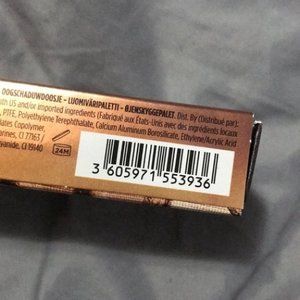 OOGSCHADUWDOOSJE - LUOMIVÄRIPALETTI - ØJENSKYGGEPALET. Dist. By (Distribué par):
with US and/or imported ingredients (Fabriqué aux États-Unis avec des ingrédients locaux
, PTFE, Polyethylene Terephthalate, Calcium Aluminum Borosilicate, Ethylene/Acrylic Acid
Copolymer,
CI 77163 /
CI 19140
24M
3 605971 553936